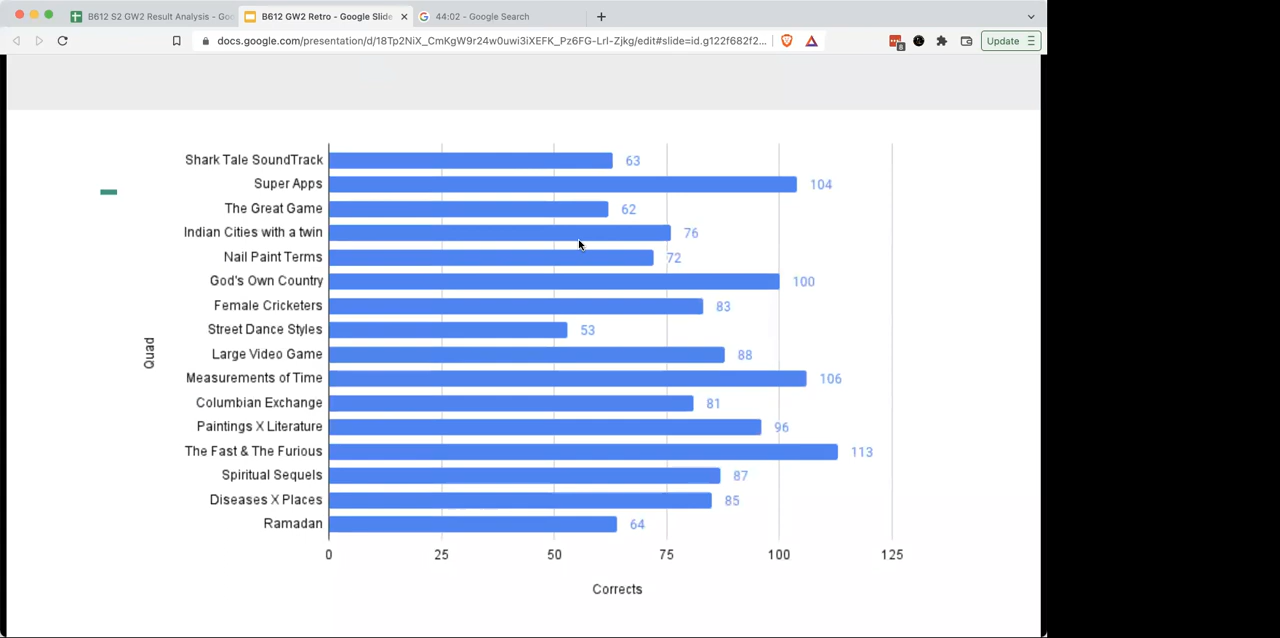 B612 S2 GW2 Result Analysis - Goo
B612 GW2 Retro - Google Slide
44:02 - Google Search
docs.google.com/presentation/d/18Tp2NiX_CmKgW9r24w0uwi3iXEFK_Pz6FG-Lrl-Zjkg/edit#slide=id.g122f682f2...
8
Update
Shark Tale SoundTrack 63
Super Apps 104
The Great Game 62
Indian Cities with a twin 76
Nail Paint Terms 72
God's Own Country 100
Female Cricketers 83
Street Dance Styles 53
Large Video Game 88
Measurements of Time 106
Columbian Exchange 81
Paintings X Literature 96
The Fast & The Furious 113
Spiritual Sequels 87
Diseases X Places 85
Ramadan 64
Quad
0 25 50 75 100 125
Corrects